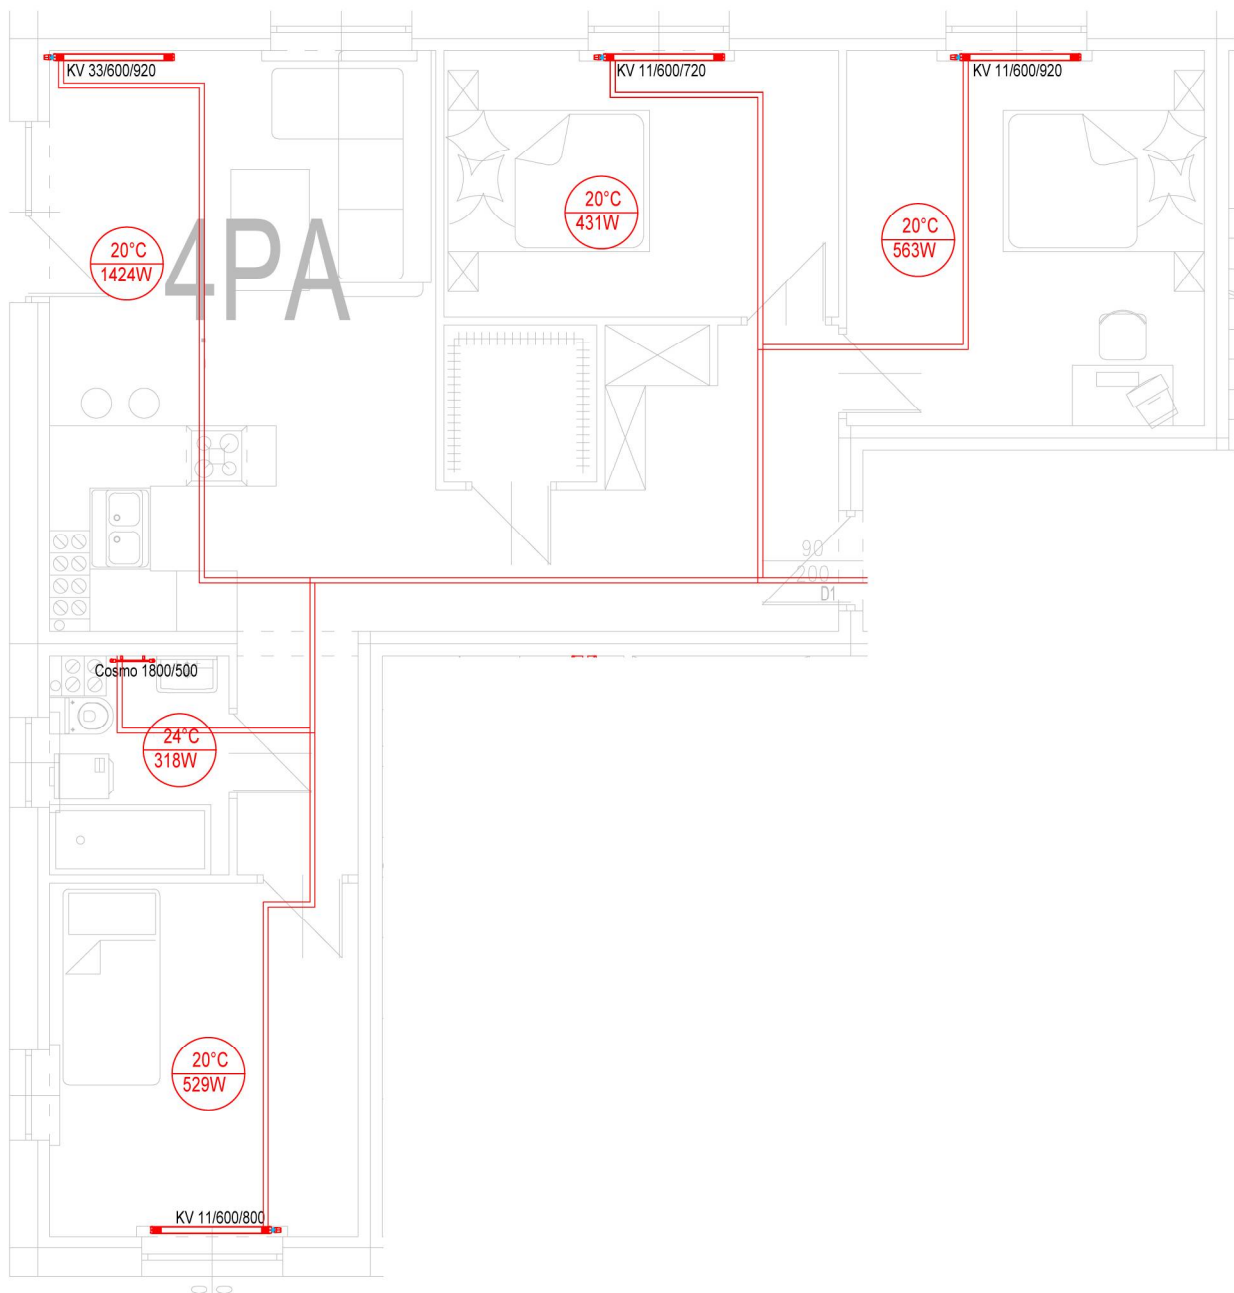 KV 33/600/920
KV 11/600/720
KV 11/600/920
20°C
431W
20°C
563W
20°C
1424W
4PA
90
200
D1
Cosmo 1800/500
24°C
318W
20°C
529W
KV 11/600/800